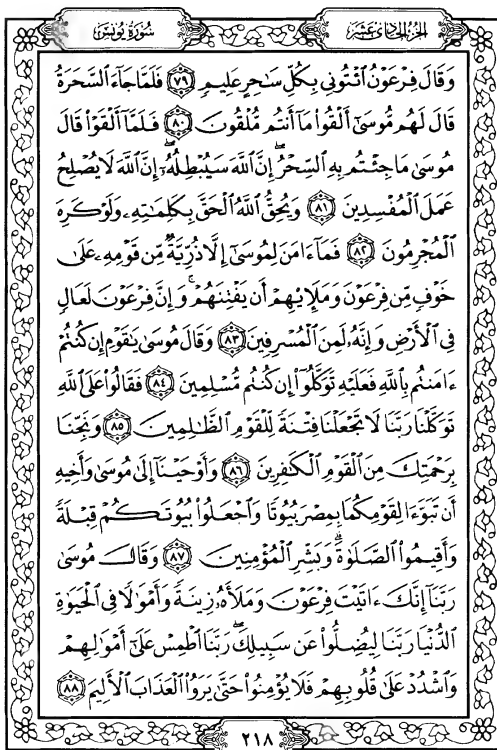 الجزء الحادي عشر
سورة يونس
وَقَالَ فِرْعَوْنُ ٱئْتُونِى بِكُلِّ سَٰحِرٍ عَلِيمٍ ٧٩ فَلَمَّا جَآءَ ٱلسَّحَرَةُ
قَالَ لَهُم مُّوسَىٰٓ أَلْقُوا۟ مَآ أَنتُم مُّلْقُونَ ٨٠ فَلَمَّآ أَلْقَوْا۟ قَالَ
مُوسَىٰ مَا جِئْتُم بِهِ ٱلسِّحْرُ ۖ إِنَّ ٱللَّهَ سَيُبْطِلُهُۥٓ ۖ إِنَّ ٱللَّهَ لَا يُصْلِحُ
عَمَلَ ٱلْمُفْسِدِينَ ٨١ وَيُحِقُّ ٱللَّهُ ٱلْحَقَّ بِكَلِمَٰتِهِۦ وَلَوْ كَرِهَ
ٱلْمُجْرِمُونَ ٨٢ فَمَآ ءَامَنَ لِمُوسَىٰٓ إِلَّا ذُرِّيَّةٌ مِّن قَوْمِهِۦ عَلَىٰ
خَوْفٍ مِّن فِرْعَوْنَ وَمَلَإِي۟هِمْ أَن يَفْتِنَهُمْ ۚ وَإِنَّ فِرْعَوْنَ لَعَالٍ
فِى ٱلْأَرْضِ وَإِنَّهُۥ لَمِنَ ٱلْمُسْرِفِينَ ٨٣ وَقَالَ مُوسَىٰ يَٰقَوْمِ إِن كُنتُمْ
ءَامَنتُم بِٱللَّهِ فَعَلَيْهِ تَوَكَّلُوٓا۟ إِن كُنتُم مُّسْلِمِينَ ٨٤ فَقَالُوا۟ عَلَى ٱللَّهِ
تَوَكَّلْنَا رَبَّنَا لَا تَجْعَلْنَا فِتْنَةً لِّلْقَوْمِ ٱلظَّٰلِمِينَ ٨٥ وَنَجِّنَا
بِرَحْمَتِكَ مِنَ ٱلْقَوْمِ ٱلْكَٰفِرِينَ ٨٦ وَأَوْحَيْنَآ إِلَىٰ مُوسَىٰ وَأَخِيهِ
أَن تَبَوَّءَا لِقَوْمِكُمَا بِمِصْرَ بُيُوتًا وَٱجْعَلُوا۟ بُيُوتَكُمْ قِبْلَةً
وَأَقِيمُوا۟ ٱلصَّلَوٰةَ ۗ وَبَشِّرِ ٱلْمُؤْمِنِينَ ٨٧ وَقَالَ مُوسَىٰ
رَبَّنَآ إِنَّكَ ءَاتَيْتَ فِرْعَوْنَ وَمَلَأَهُۥ زِينَةً وَأَمْوَٰلًا فِى ٱلْحَيَوٰةِ
ٱلدُّنْيَا رَبَّنَا لِيُضِلُّوا۟ عَن سَبِيلِكَ ۖ رَبَّنَا ٱطْمِسْ عَلَىٰٓ أَمْوَٰلِهِمْ
وَٱشْدُدْ عَلَىٰ قُلُوبِهِمْ فَلَا يُؤْمِنُوا۟ حَتَّىٰ يَرَوُا۟ ٱلْعَذَابَ ٱلْأَلِيمَ ٨٨
٢١٨